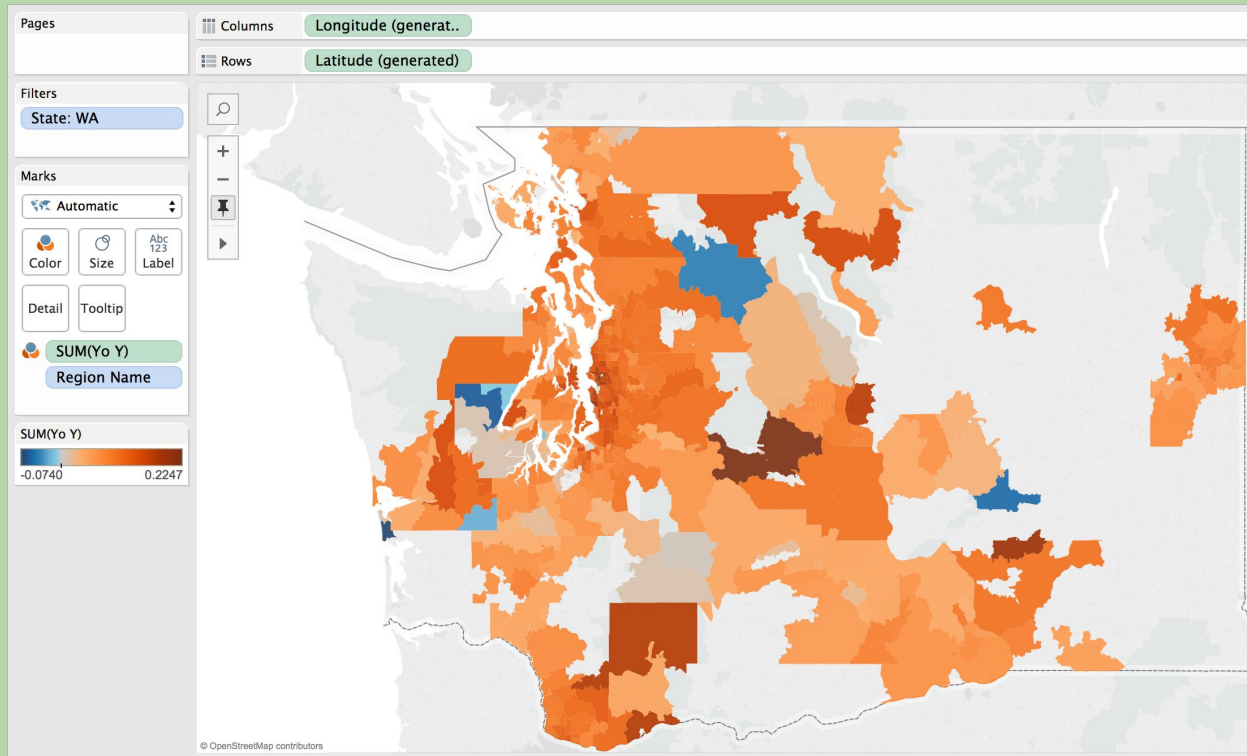 Pages
Columns
Longitude (generat..
Rows
Latitude (generated)
Filters
State: WA
Marks
Automatic
Color
Size
Abc
123
Label
Detail
Tooltip
SUM(Yo Y)
Region Name
SUM(Yo Y)
-0.0740
0.2247
© OpenStreetMap contributors